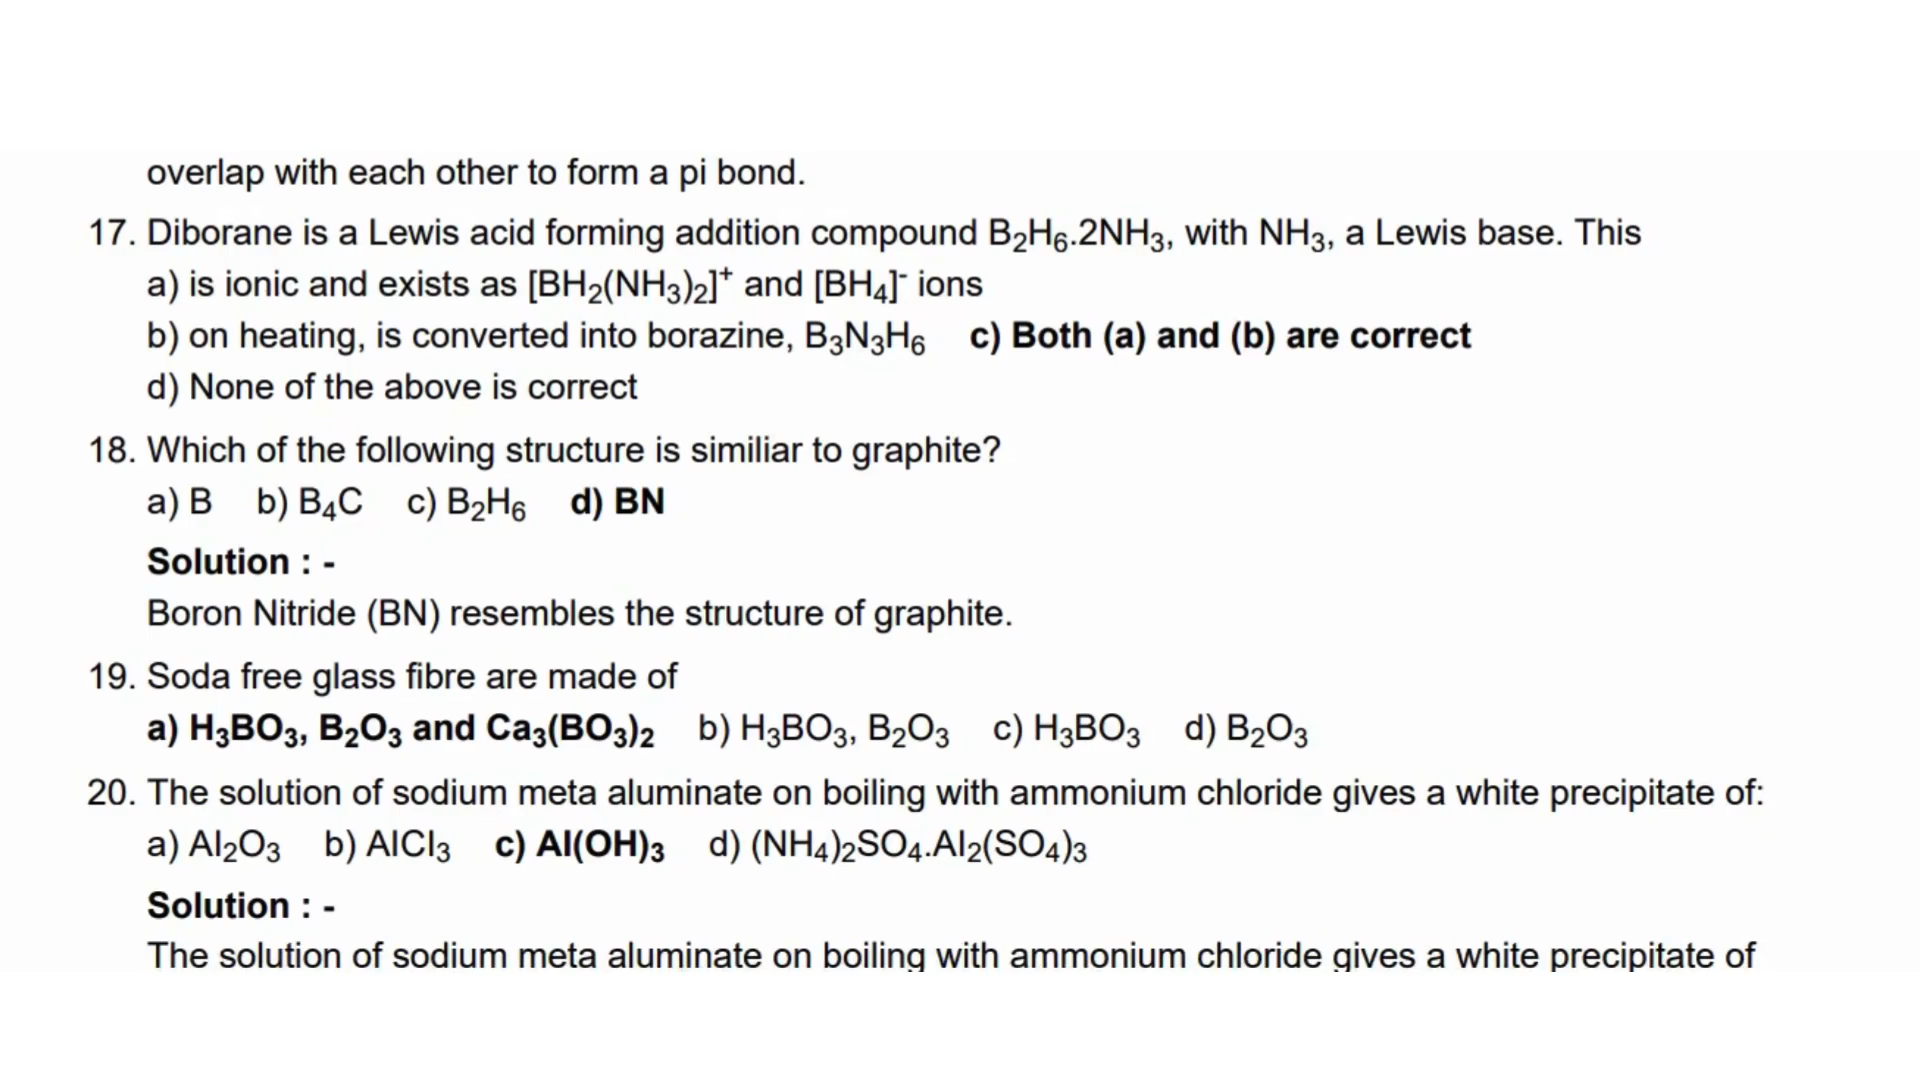 overlap with each other to form a pi bond.
17. Diborane is a Lewis acid forming addition compound B₂H₆.2NH₃, with NH₃, a Lewis base. This
a) is ionic and exists as [BH₂(NH₃)₂]⁺ and [BH₄]⁻ ions
b) on heating, is converted into borazine, B₃N₃H₆ c) Both (a) and (b) are correct
d) None of the above is correct
18. Which of the following structure is similiar to graphite?
a) B b) B₄C c) B₂H₆ d) BN
Solution : -
Boron Nitride (BN) resembles the structure of graphite.
19. Soda free glass fibre are made of
a) H₃BO₃, B₂O₃ and Ca₃(BO₃)₂ b) H₃BO₃, B₂O₃ c) H₃BO₃ d) B₂O₃
20. The solution of sodium meta aluminate on boiling with ammonium chloride gives a white precipitate of:
a) Al₂O₃ b) AlCl₃ c) Al(OH)₃ d) (NH₄)₂SO₄.Al₂(SO₄)₃
Solution : -
The solution of sodium meta aluminate on boiling with ammonium chloride gives a white precipitate of